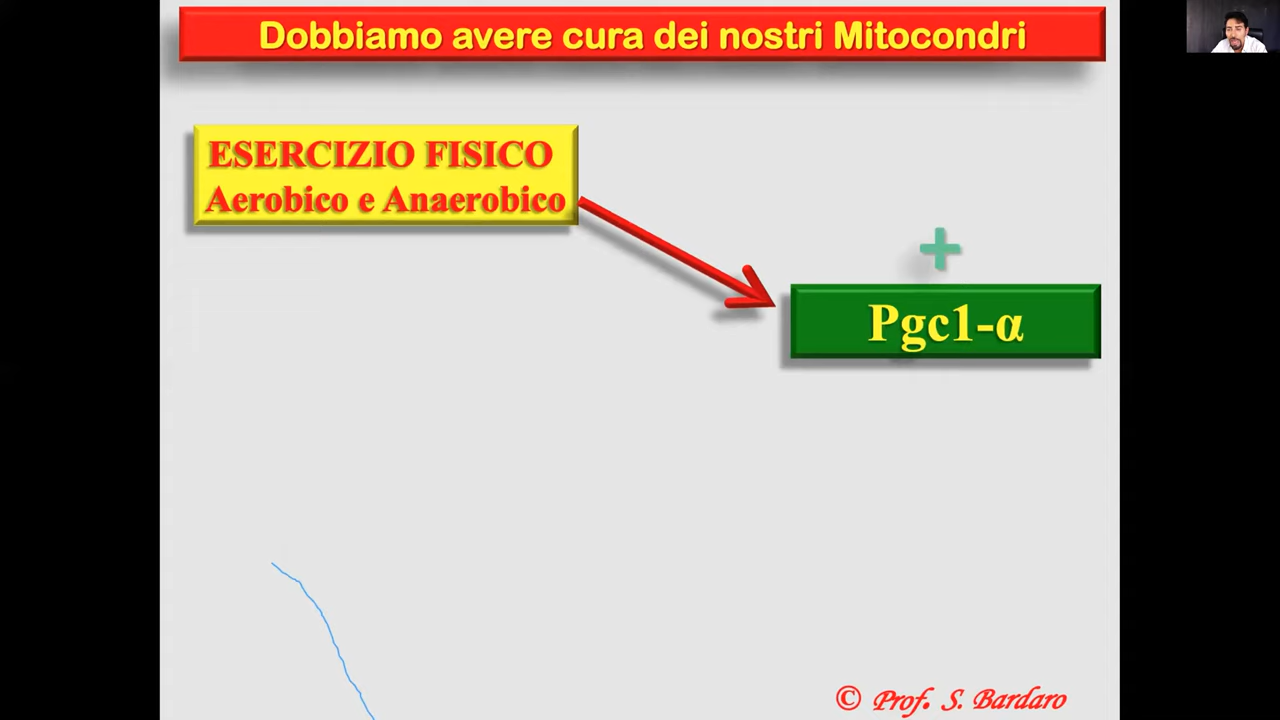 Dobbiamo avere cura dei nostri Mitocondri
ESERCIZIO FISICO
Aerobico e Anaerobico
+
Pgc1-α
© Prof. S. Bardaro